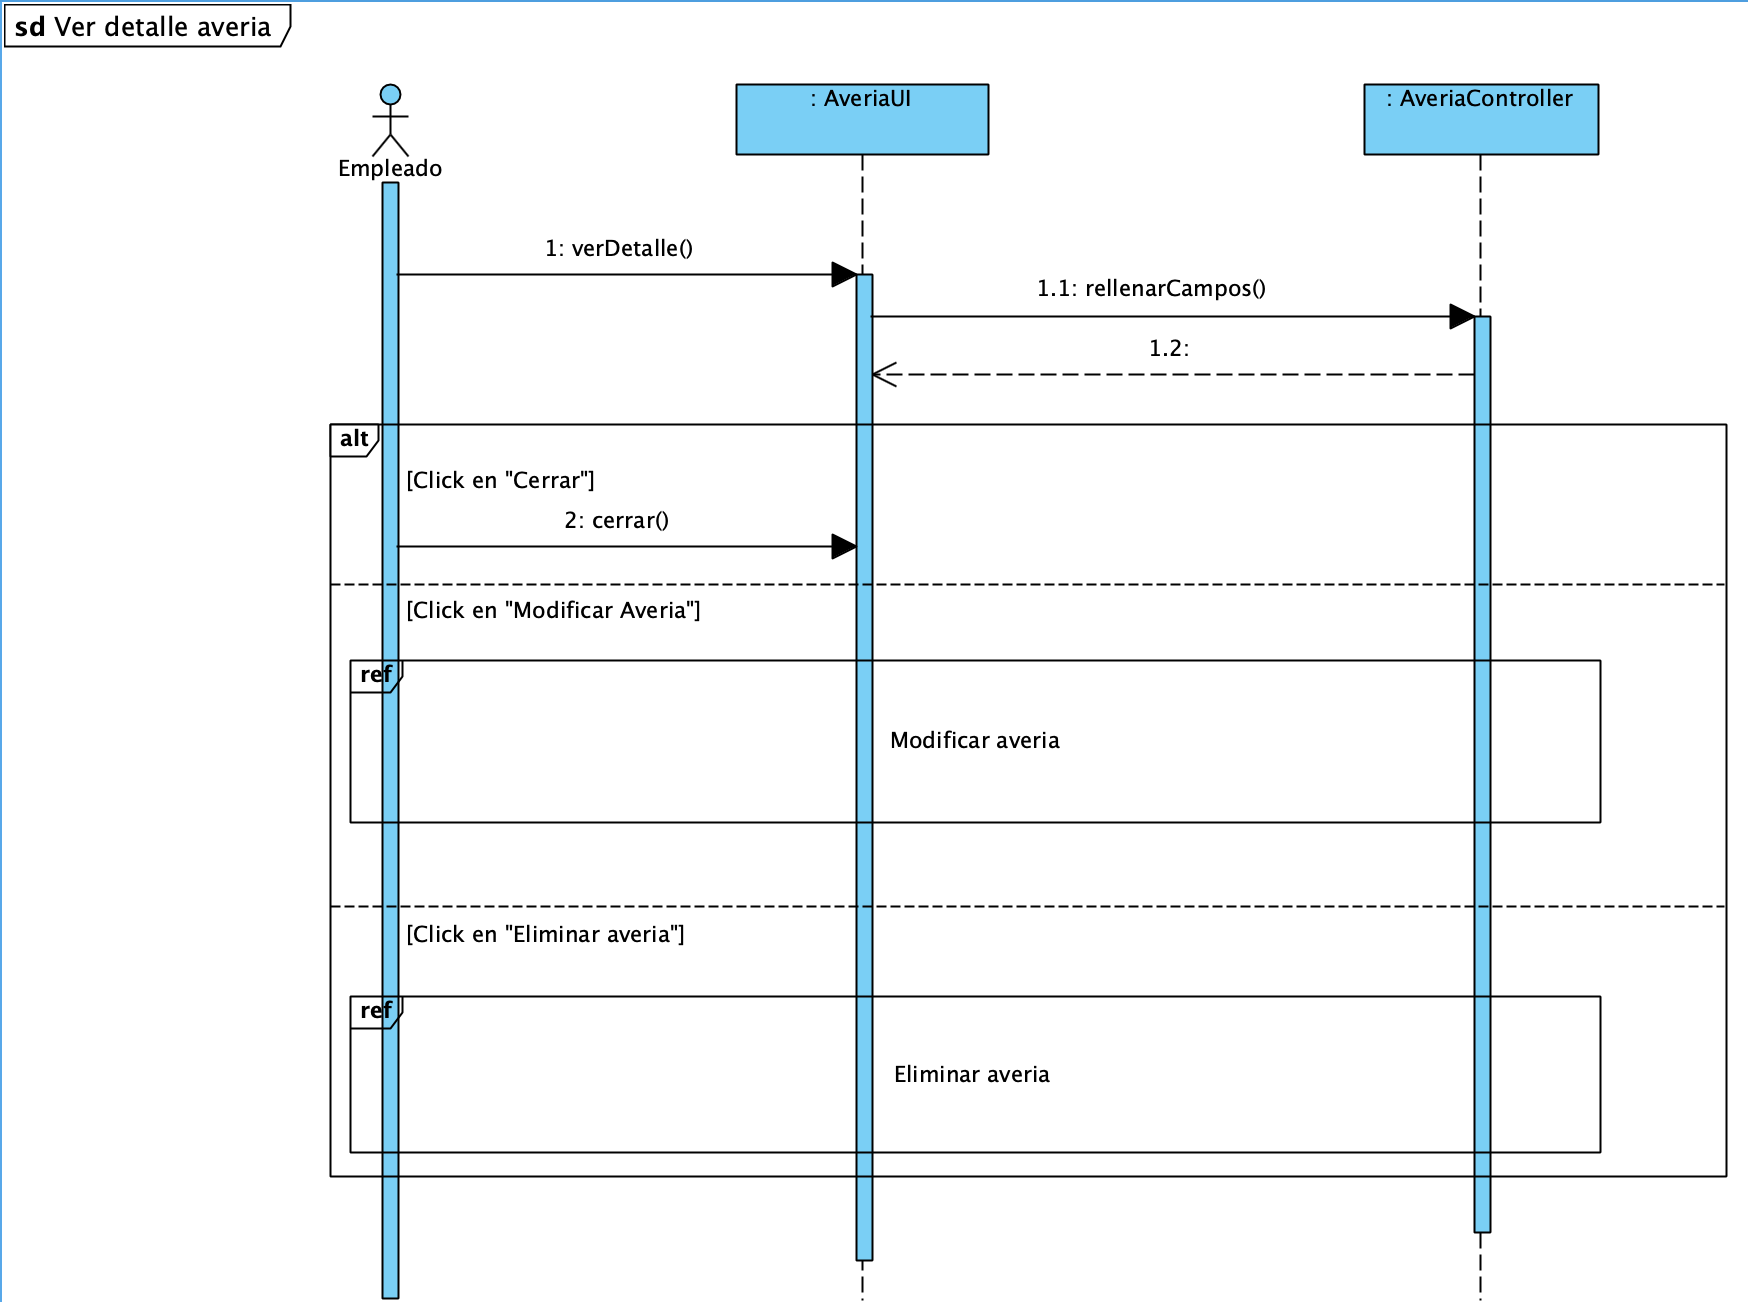 sd Ver detalle averia
: AveriaUI
: AveriaController
Empleado
1: verDetalle()
1.1: rellenarCampos()
1.2:
alt
[Click en "Cerrar"]
2: cerrar()
[Click en "Modificar Averia"]
ref
Modificar averia
[Click en "Eliminar averia"]
ref
Eliminar averia